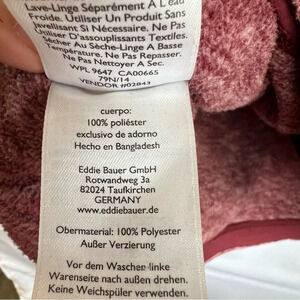 Lave-Linge Séparément À L'eau
Froide. Utiliser Un Produit Sans
Javellisant Si Nécessaire. Ne Pas
Utiliser D'assouplissants Textiles.
Sécher Au Sèche-Linge A Basse
Température. Ne Pas Repasser.
Ne Pas Nettoyer A Sec.
WPL 9647 CA00665
79N/14
VENDOR #02843
cuerpo:
100% poliéster
exclusivo de adorno
Hecho en Bangladesh
Eddie Bauer GmbH
Rotwandweg 3a
82024 Taufkirchen
GERMANY
www.eddiebauer.de
Obermaterial: 100% Polyester
Außer Verzierung
Vor dem Waschen links
Warenseite nach außen drehen.
Keine Weichspüler verwenden.